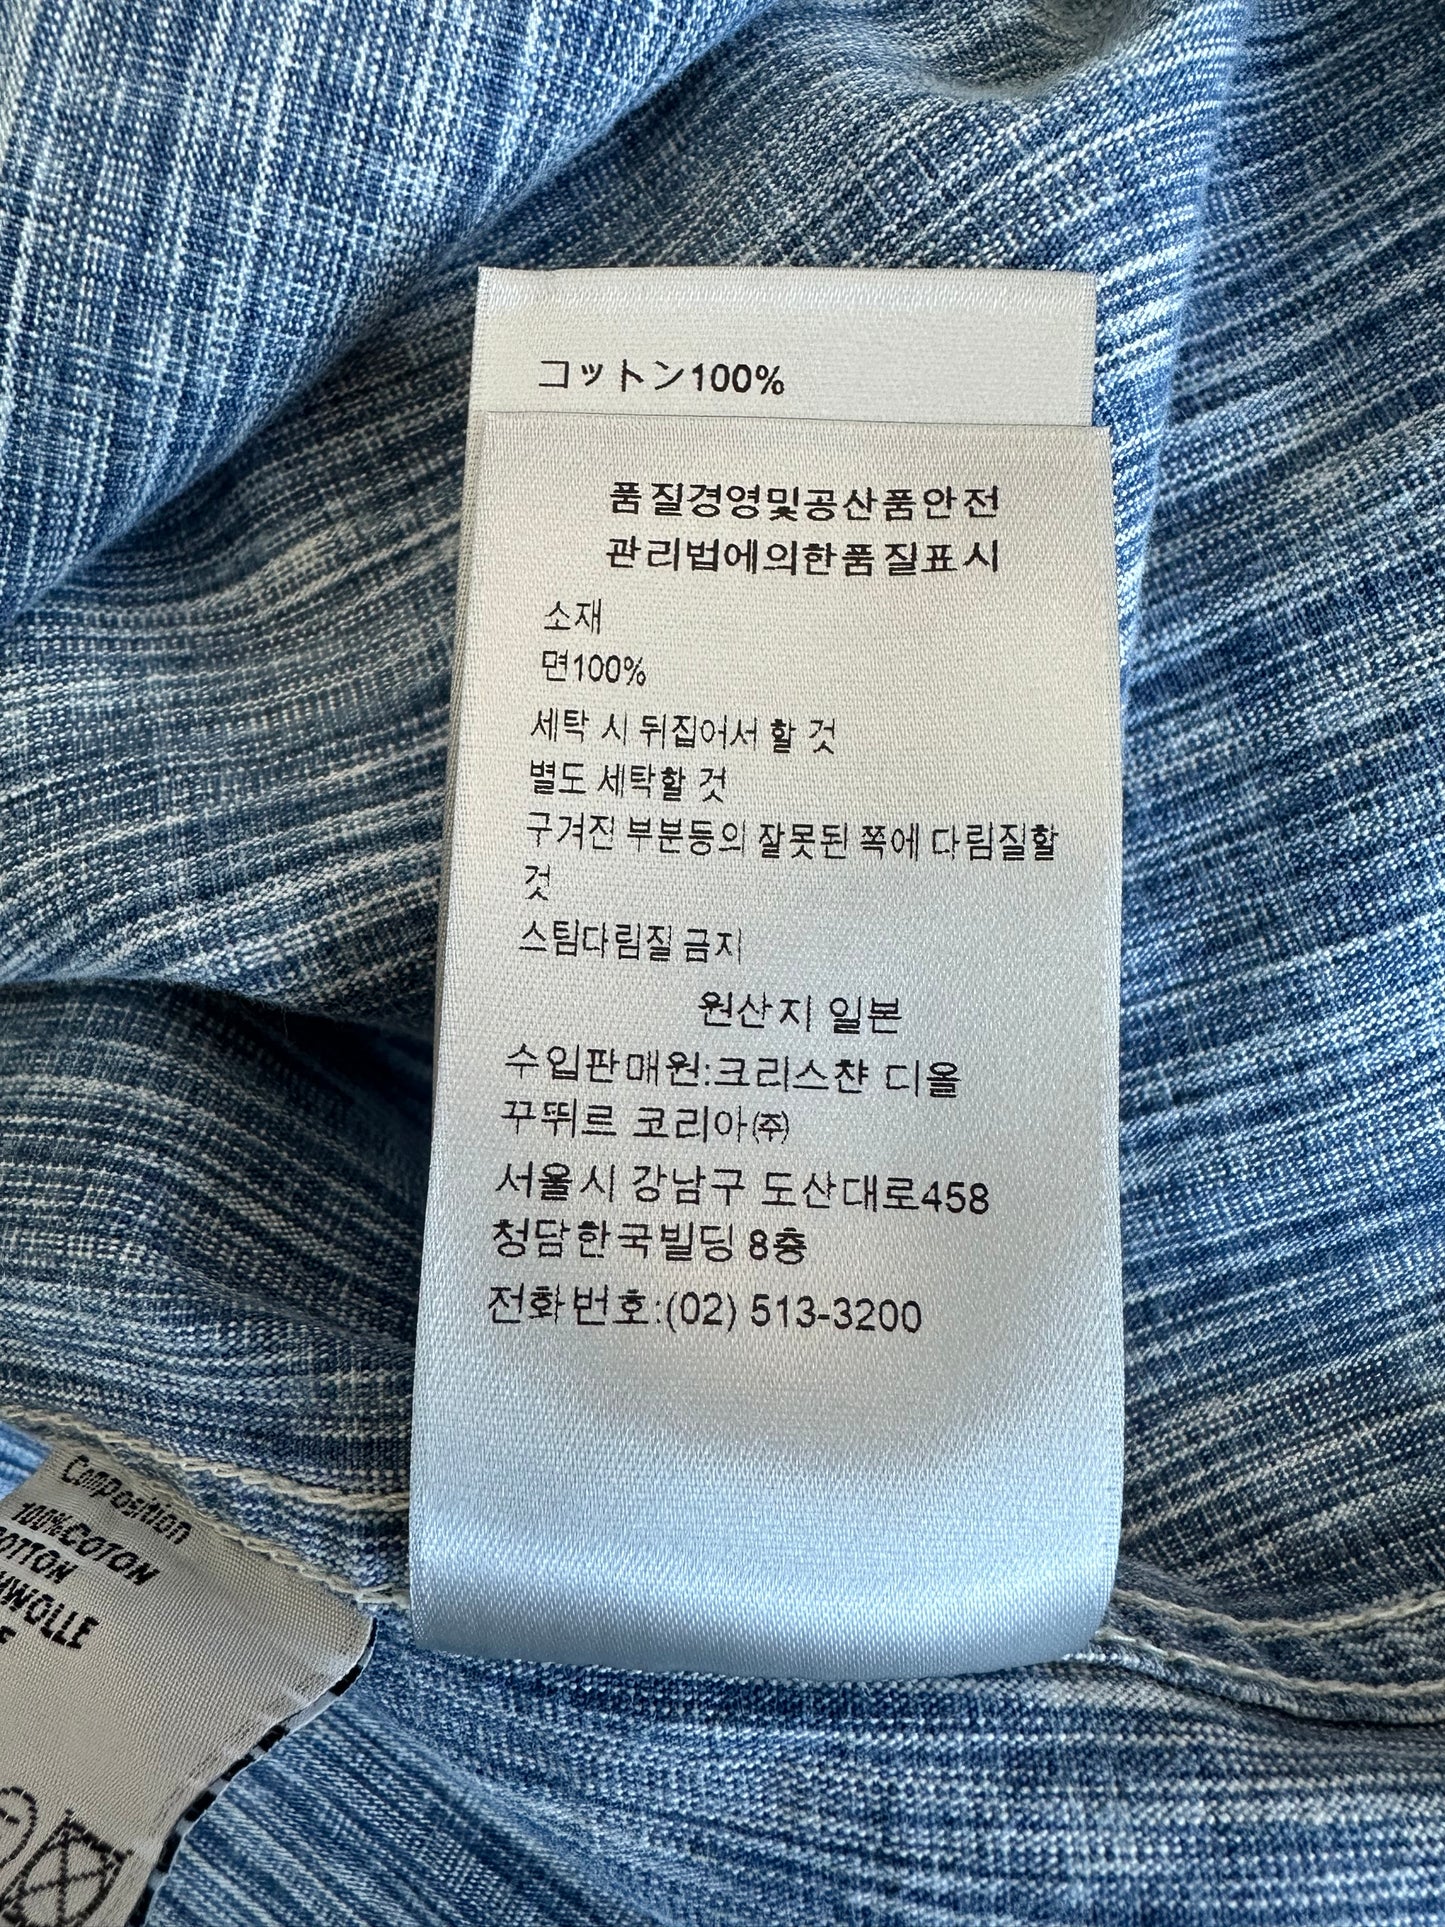 コットン100%
품질경영및공산품안전
관리법에의한품질표시
소재
면100%
세탁 시 뒤집어서 할 것
별도 세탁할 것
구겨진 부분등의 잘못된 쪽에 다림질할
것
스팀다림질 금지
원산지 일본
수입판매원:크리스챤 디올
꾸뛰르 코리아㈜
서울시 강남구 도산대로458
청담한국빌딩 8층
전화번호:(02) 513-3200
Composition
100%COTON